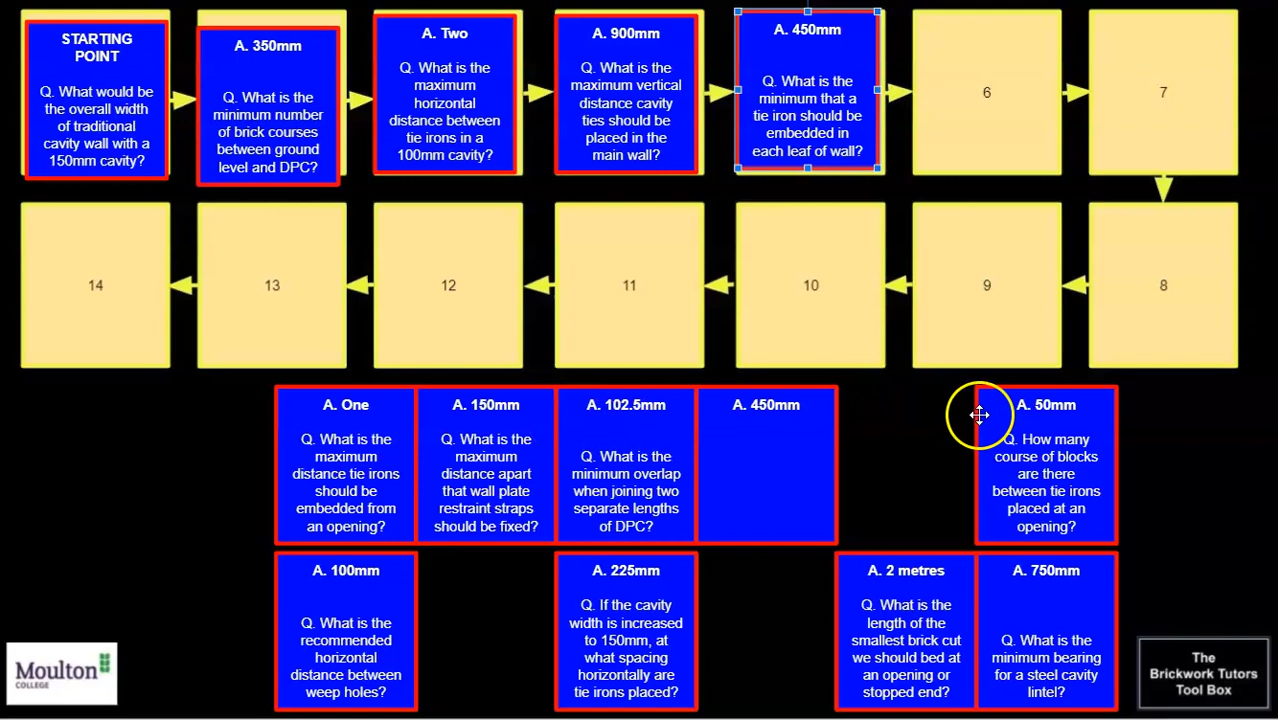 STARTING
POINT
Q. What would be
the overall width
of traditional
cavity wall with a
150mm cavity?
A. 350mm
Q. What is the
minimum number
of brick courses
between ground
level and DPC?
A. Two
Q. What is the
maximum
horizontal
distance between
tie irons in a
100mm cavity?
A. 900mm
Q. What is the
maximum vertical
distance cavity
ties should be
placed in the
main wall?
A. 450mm
Q. What is the
minimum that a
tie iron should be
embedded in
each leaf of wall?
6
7
14
13
12
11
10
9
8
A. One
Q. What is the
maximum
distance tie irons
should be
embedded from
an opening?
A. 150mm
Q. What is the
maximum
distance apart
that wall plate
restraint straps
should be fixed?
A. 102.5mm
Q. What is the
minimum overlap
when joining two
separate lengths
of DPC?
A. 450mm
A. 50mm
Q. How many
course of blocks
are there
between tie irons
placed at an
opening?
A. 100mm
Q. What is the
recommended
horizontal
distance between
weep holes?
A. 225mm
Q. If the cavity
width is increased
to 150mm, at
what spacing
horizontally are
tie irons placed?
A. 2 metres
Q. What is the
length of the
smallest brick cut
we should bed at
an opening or
stopped end?
A. 750mm
Q. What is the
minimum bearing
for a steel cavity
lintel?
Moulton
COLLEGE
The
Brickwork Tutors
Tool Box